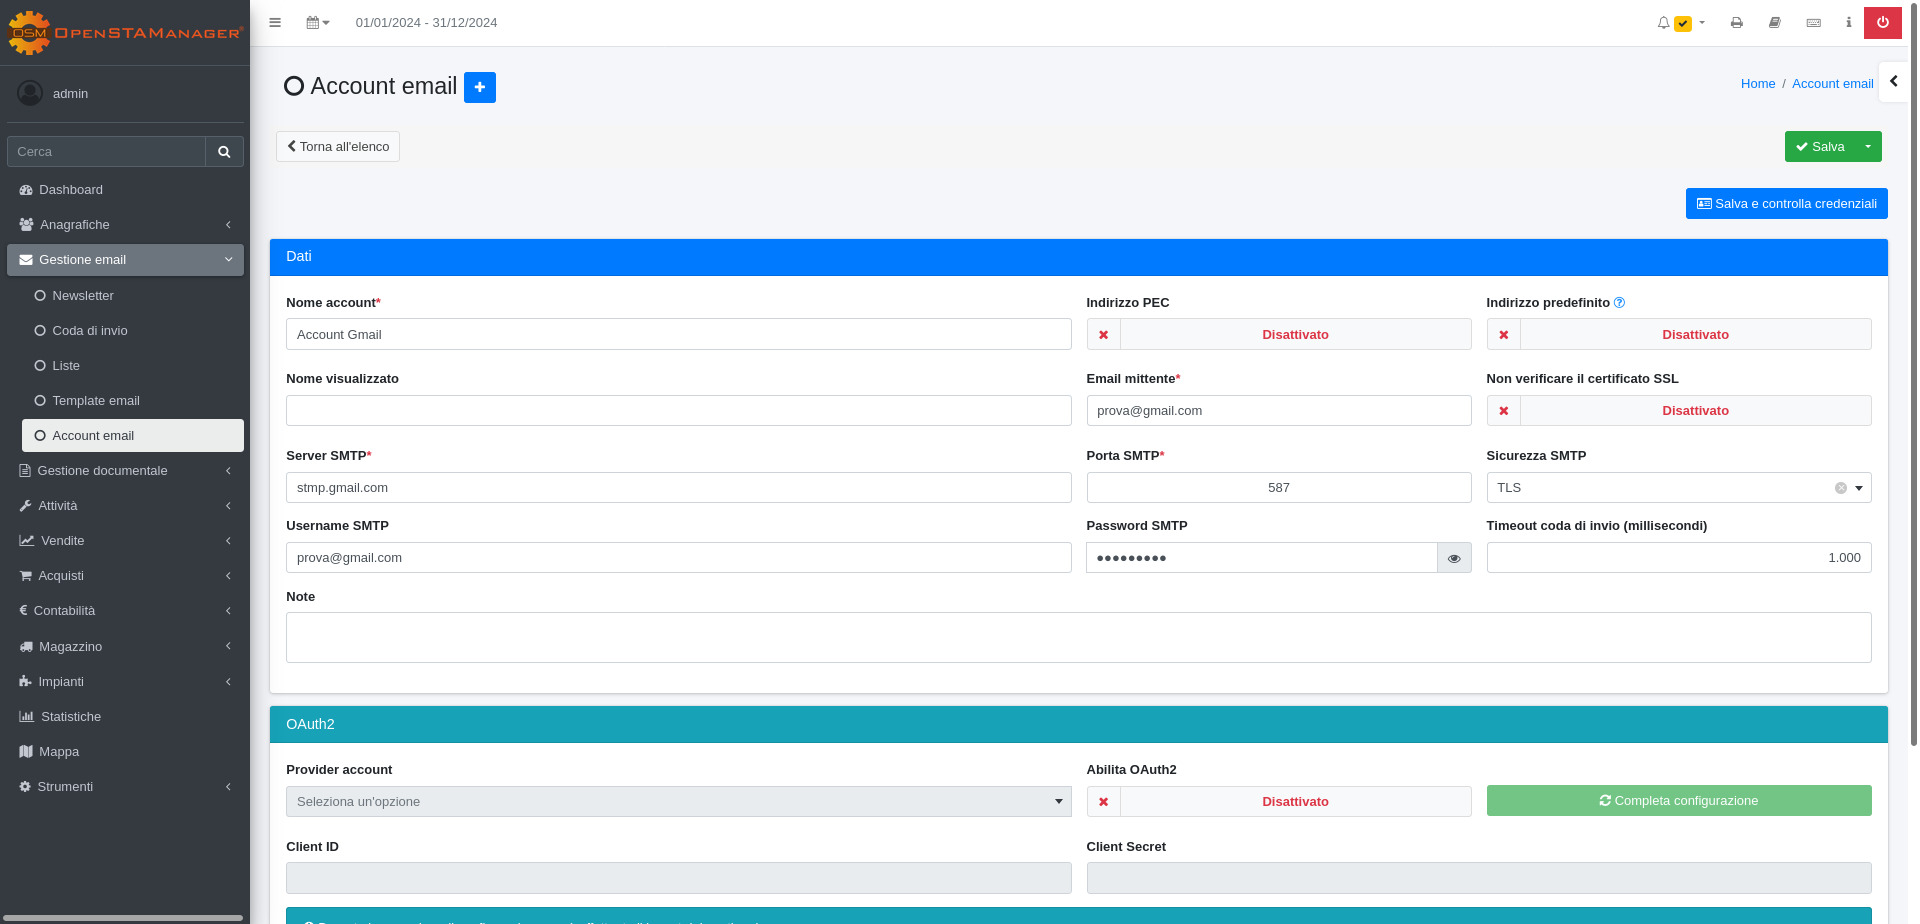 OSM OpenSTAManager®
01/01/2024 - 31/12/2024
admin
Account email
Home / Account email
Cerca
Torna all'elenco
Salva
Dashboard
Anagrafiche
Salva e controlla credenziali
Gestione email
Newsletter
Coda di invio
Liste
Template email
Account email
Gestione documentale
Attività
Vendite
Acquisti
Contabilità
Magazzino
Impianti
Statistiche
Mappa
Strumenti
Dati
Nome account*
Indirizzo PEC
Indirizzo predefinito
Account Gmail
Disattivato
Disattivato
Nome visualizzato
Email mittente*
Non verificare il certificato SSL
prova@gmail.com
Disattivato
Server SMTP*
Porta SMTP*
Sicurezza SMTP
stmp.gmail.com
587
TLS
Username SMTP
Password SMTP
Timeout coda di invio (millisecondi)
prova@gmail.com
1.000
Note
OAuth2
Provider account
Abilita OAuth2
Seleziona un'opzione
Disattivato
Completa configurazione
Client ID
Client Secret